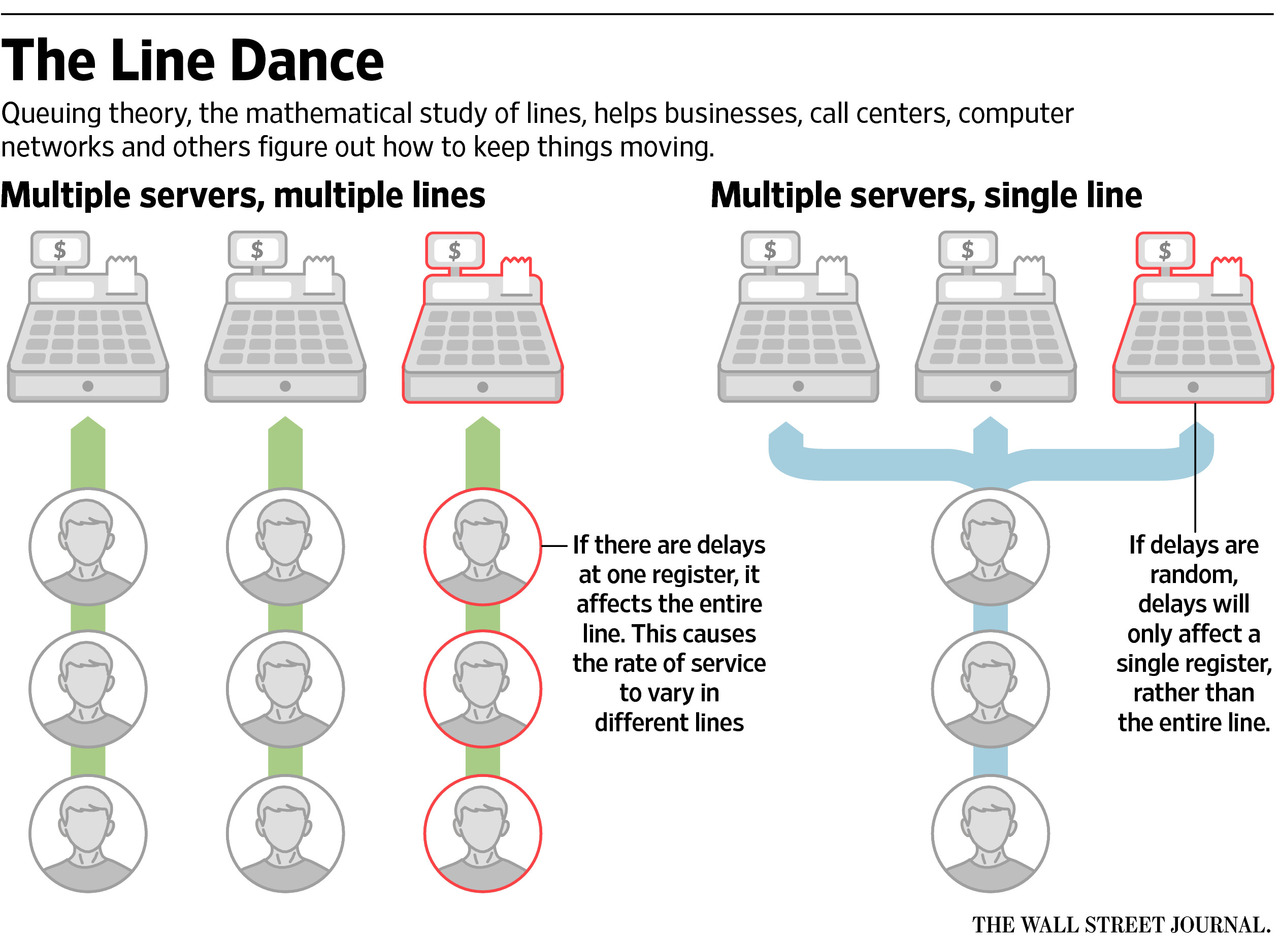 The Line Dance
Queuing theory, the mathematical study of lines, helps businesses, call centers, computer
networks and others figure out how to keep things moving.
Multiple servers, multiple lines
$
$
$
If there are delays
at one register, it
affects the entire
line. This causes
the rate of service
to vary in
different lines
Multiple servers, single line
$
$
$
If delays are
random,
delays will
only affect a
single register,
rather than
the entire line.
THE WALL STREET JOURNAL.